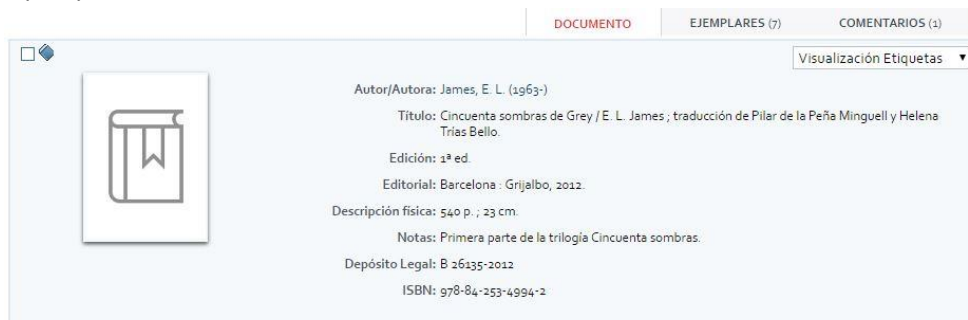 DOCUMENTO EJEMPLARES (7) COMENTARIOS (1)
Visualización Etiquetas
Autor/Autora: James, E. L. (1963-)
Título: Cincuenta sombras de Grey / E. L. James ; traducción de Pilar de la Peña Minguell y Helena
Trías Bello.
Edición: 1ª ed.
Editorial: Barcelona : Grijalbo, 2012.
Descripción física: 540 p. ; 23 cm.
Notas: Primera parte de la trilogía Cincuenta sombras.
Depósito Legal: B 26135-2012
ISBN: 978-84-253-4994-2